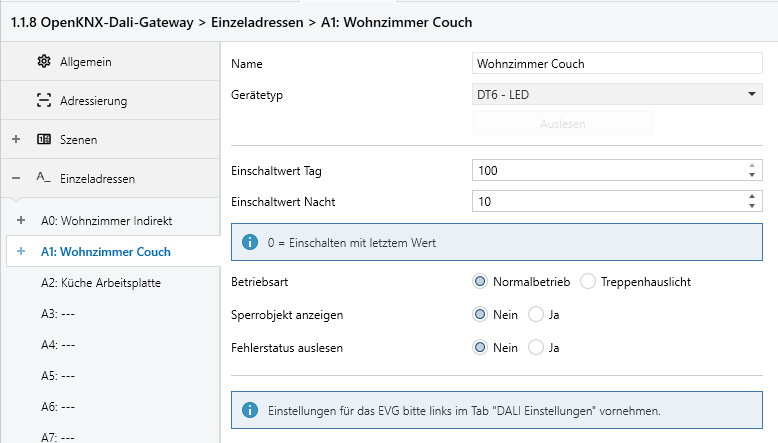 1.1.8 OpenKNX-Dali-Gateway > Einzeladressen > A1: Wohnzimmer Couch
Allgemein
Adressierung
+ Szenen
− A_ Einzeladressen
+ A0: Wohnzimmer Indirekt
+ A1: Wohnzimmer Couch
A2: Küche Arbeitsplatte
A3: ---
A4: ---
A5: ---
A6: ---
A7: ---
Name Wohnzimmer Couch
Gerätetyp DT6 - LED
Auslesen
Einschaltwert Tag 100
Einschaltwert Nacht 10
0 = Einschalten mit letztem Wert
Betriebsart Normalbetrieb Treppenhauslicht
Sperrobjekt anzeigen Nein Ja
Fehlerstatus auslesen Nein Ja
Einstellungen für das EVG bitte links im Tab "DALI Einstellungen" vornehmen.